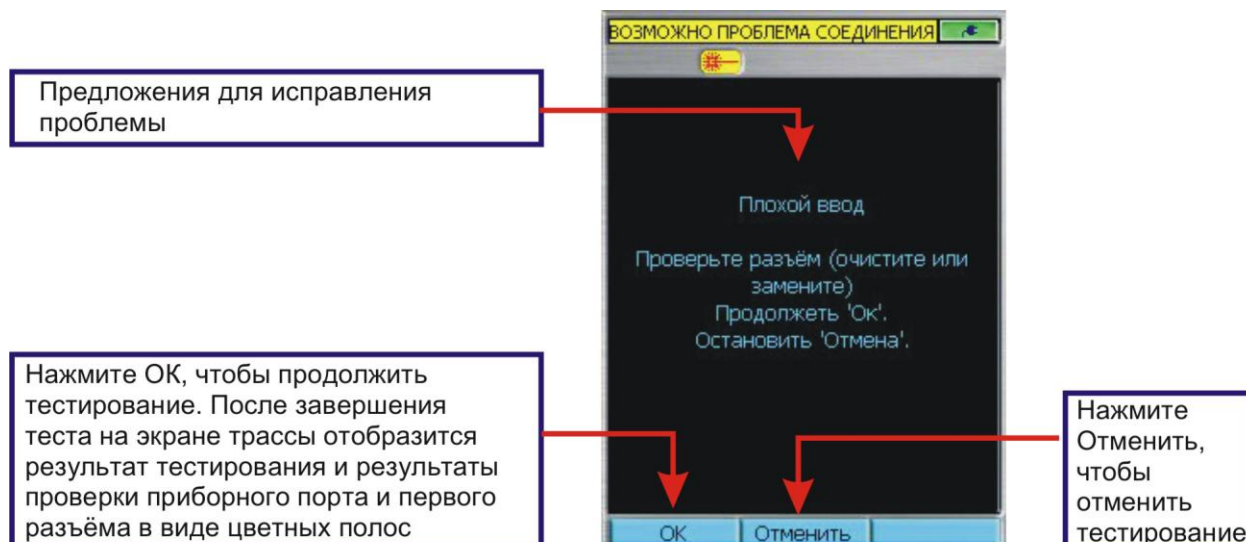 Предложения для исправления
проблемы
ВОЗМОЖНО ПРОБЛЕМА СОЕДИНЕНИЯ
Плохой ввод
Проверьте разъём (очистите или
замените)
Продолжеть 'Ок'.
Остановить 'Отмена'.
Нажмите ОК, чтобы продолжить
тестирование. После завершения
теста на экране трассы отобразится
результат тестирования и результаты
проверки приборного порта и первого
разъёма в виде цветных полос
ОК
Отменить
Нажмите
Отменить,
чтобы
отменить
тестирование